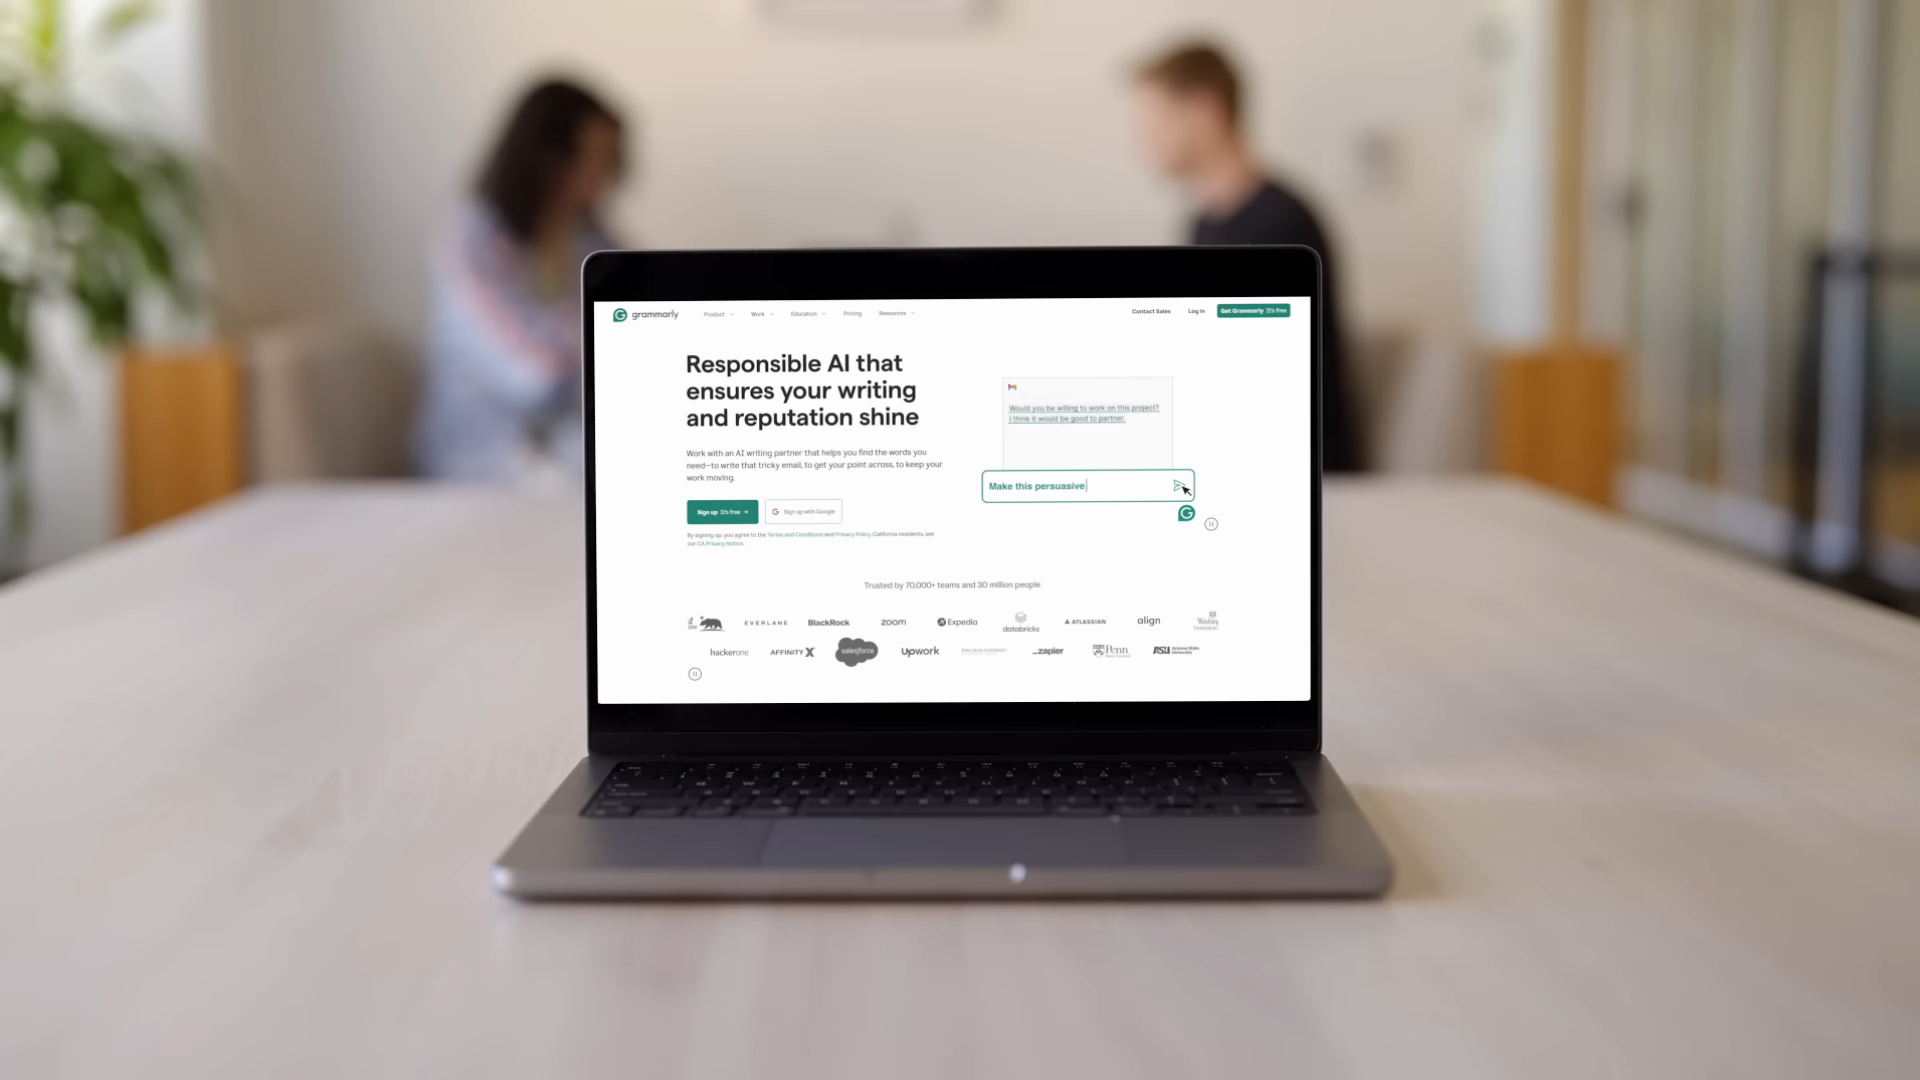 grammarly
Product
Work
Education
Pricing
Resources
Contact Sales
Log in
Get Grammarly It's free
Responsible AI that
ensures your writing
and reputation shine
Work with an AI writing partner that helps you find the words you
need—to write that tricky email, to get your point across, to keep your
work moving.
Sign up It's free →
Sign up with Google
By signing up, you agree to the Terms and Conditions and Privacy Policy. California residents, see
our CA Privacy Notice.
Would you be willing to work on this project?
I think it would be good to partner.
Make this persuasive
Trusted by 70,000+ teams and 30 million people
EVERLANE
BlackRock
zoom
Expedia
databricks
ATLASSIAN
align
hackerone
AFFINITY X
salesforce
Upwork
_zapier
Penn
ASU Arizona State
University